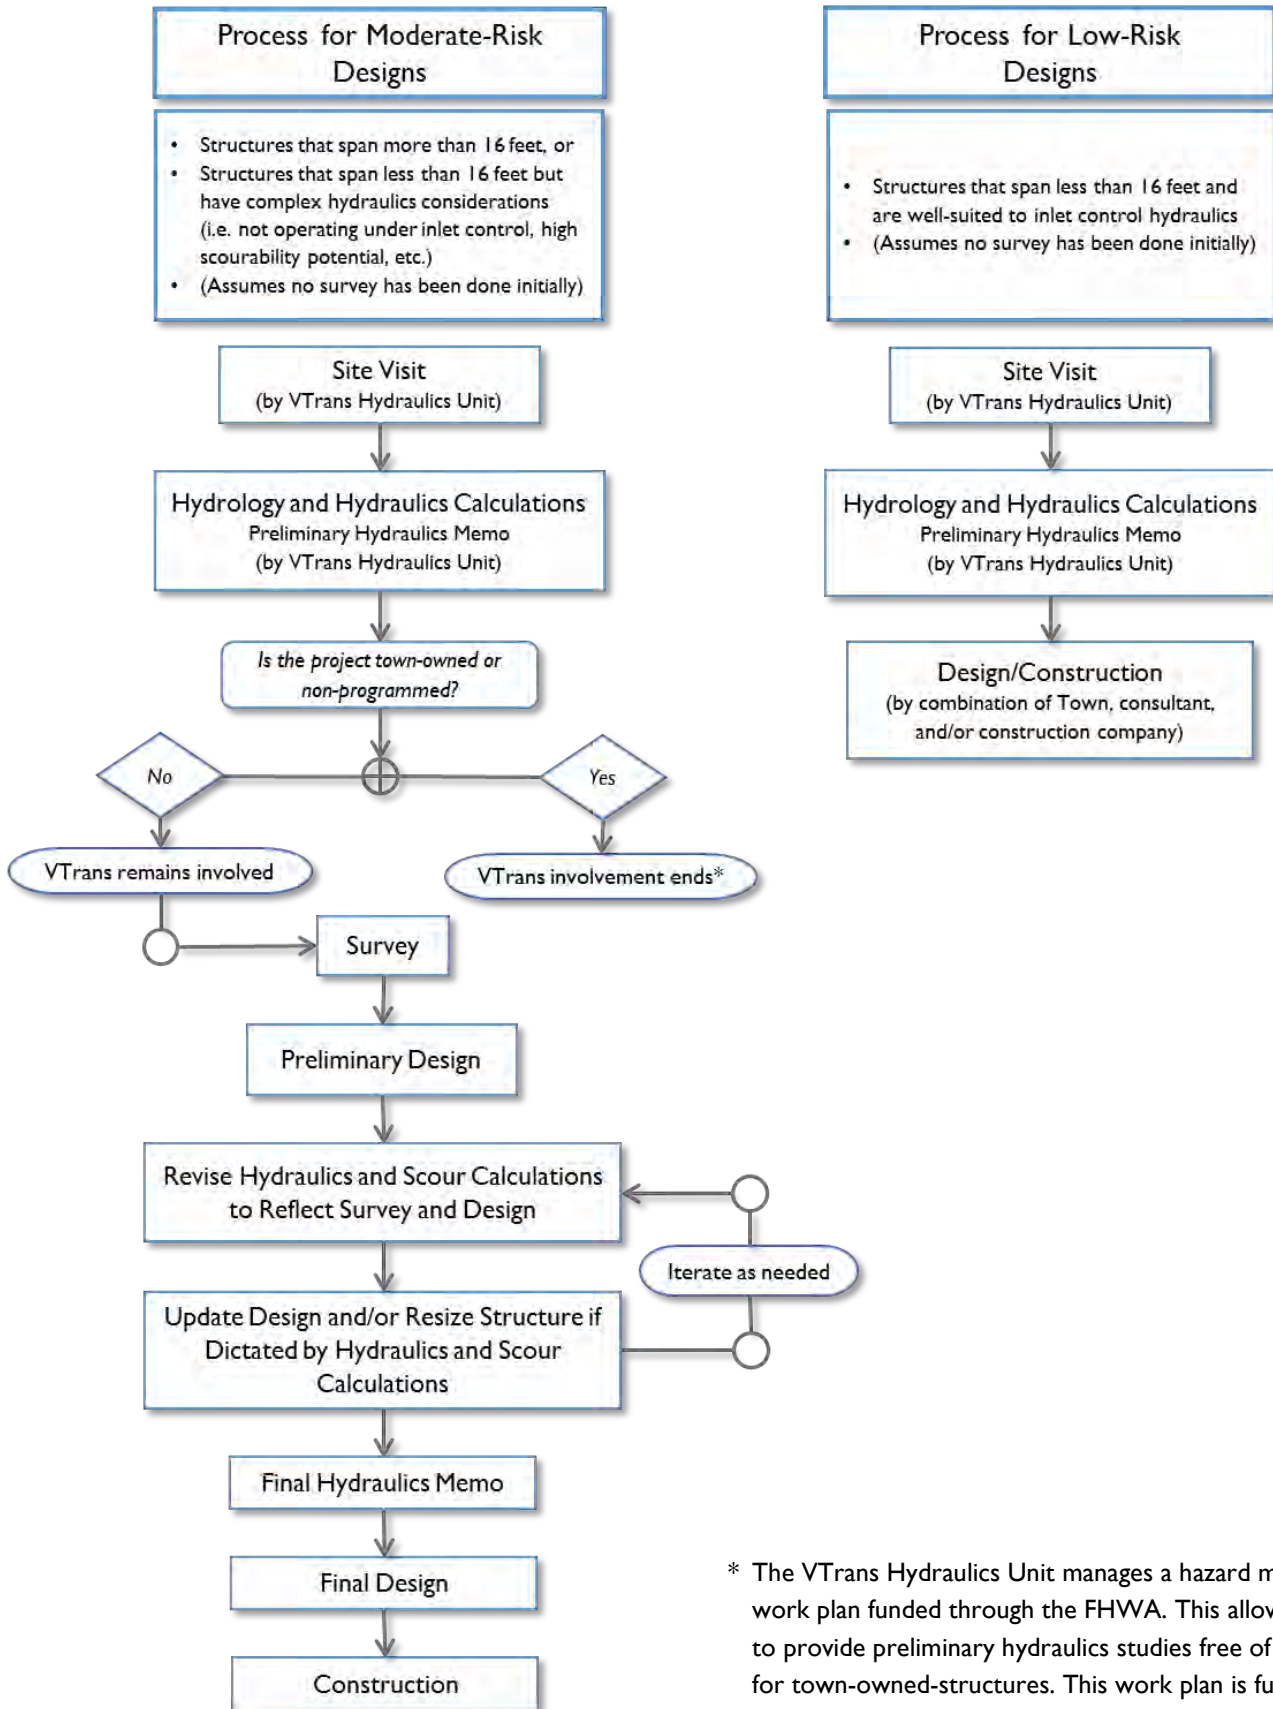 Process for Moderate-Risk
Designs
• Structures that span more than 16 feet, or
• Structures that span less than 16 feet but
have complex hydraulics considerations
(i.e. not operating under inlet control, high
scourability potential, etc.)
• (Assumes no survey has been done initially)
Site Visit
(by VTrans Hydraulics Unit)
Hydrology and Hydraulics Calculations
Preliminary Hydraulics Memo
(by VTrans Hydraulics Unit)
Is the project town-owned or
non-programmed?
No
Yes
VTrans remains involved
VTrans involvement ends*
Survey
Preliminary Design
Revise Hydraulics and Scour Calculations
to Reflect Survey and Design
Iterate as needed
Update Design and/or Resize Structure if
Dictated by Hydraulics and Scour
Calculations
Final Hydraulics Memo
Final Design
Construction
Process for Low-Risk
Designs
• Structures that span less than 16 feet and
are well-suited to inlet control hydraulics
• (Assumes no survey has been done initially)
Site Visit
(by VTrans Hydraulics Unit)
Hydrology and Hydraulics Calculations
Preliminary Hydraulics Memo
(by VTrans Hydraulics Unit)
Design/Construction
(by combination of Town, consultant,
and/or construction company)
* The VTrans Hydraulics Unit manages a hazard
work plan funded through the FHWA. This
to provide preliminary hydraulics studies free of
for town-owned-structures. This work plan is